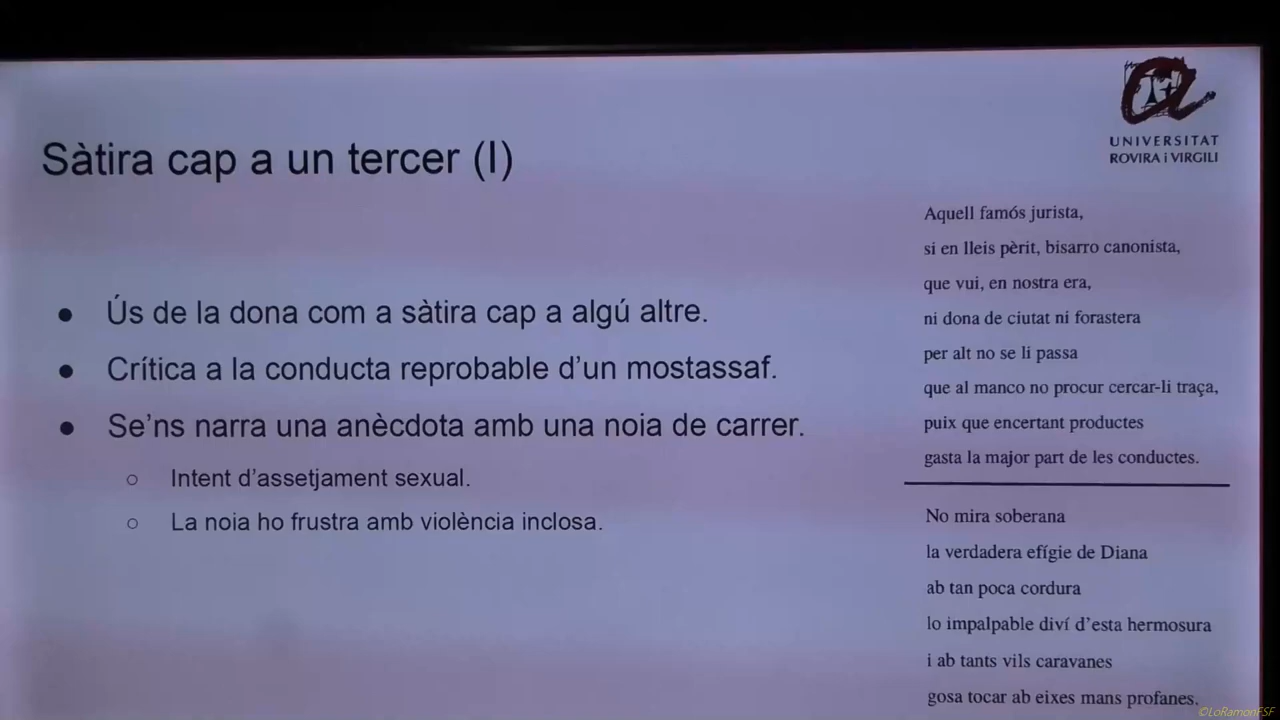 UNIVERSITAT
ROVIRA i VIRGILI
Sàtira cap a un tercer (I)
● Ús de la dona com a sàtira cap a algú altre.
● Crítica a la conducta reprobable d’un mostassaf.
● Se’ns narra una anècdota amb una noia de carrer.
○ Intent d’assetjament sexual.
○ La noia ho frustra amb violència inclosa.
Aquell famós jurista,
si en lleis pèrit, bisarro canonista,
que vui, en nostra era,
ni dona de ciutat ni forastera
per alt no se li passa
que al manco no procur cercar-li traça,
puix que encertant productes
gasta la major part de les conductes.
No mira soberana
la verdadera efígie de Diana
ab tan poca cordura
lo impalpable diví d’esta hermosura
i ab tants vils caravanes
gosa tocar ab eixes mans profanes.
©LoRamonFSF